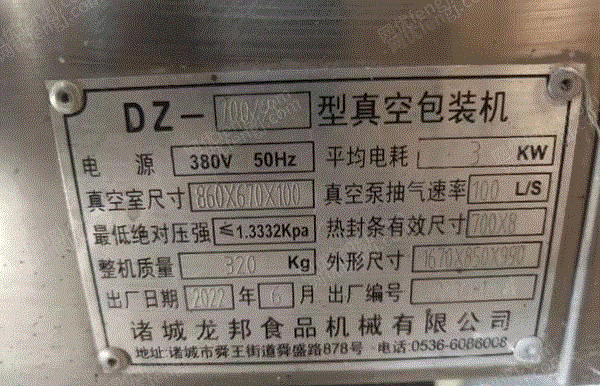 DZ-700/2 型真空包装机
电 源 380V 50Hz 平均电耗 3 KW
真空室尺寸 860X670X100 真空泵抽气速率 100 L/S
最低绝对压强 ≤1.3332Kpa 热封条有效尺寸 700X8
整机质量 320 Kg 外形尺寸 1670X850X990
出厂日期 2022 年 6 月 出厂编号
诸城龙邦食品机械有限公司
地址:诸城市舜王街道舜盛路878号 电话:0536-6088008